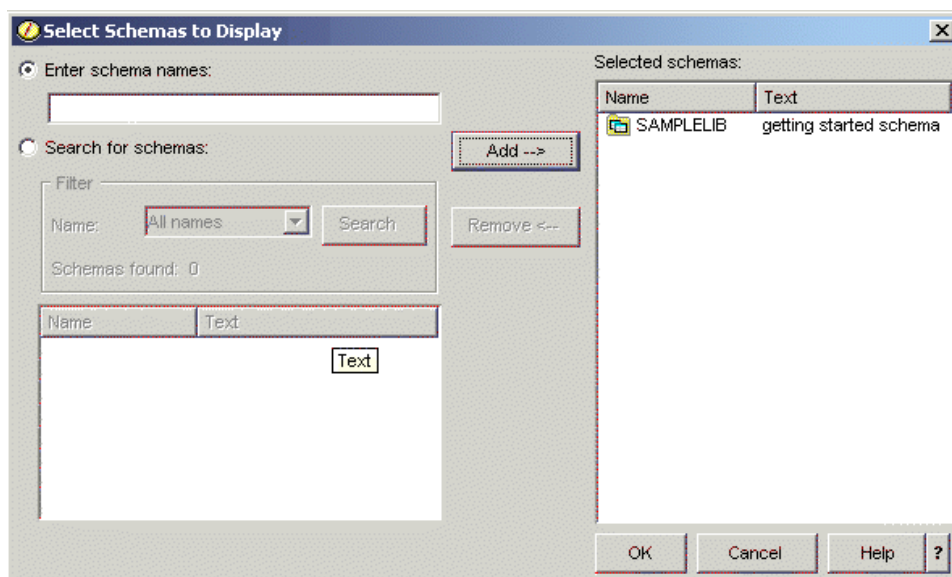 Select Schemas to Display
Enter schema names:
Search for schemas:
Filter
Name: All names Search
Schemas found: 0
Name Text
Text
Add -->
Remove <--
Selected schemas:
Name Text
SAMPLELIB getting started schema
OK Cancel Help ?